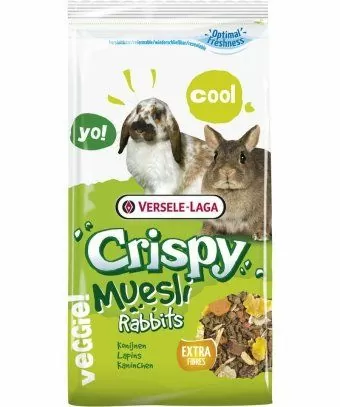 Optimal
freshness
cool
yo!
VERSELE-LAGA
Crispy
Muesli
Rabbits
Konijnen
Lapins
Kaninchen
veggie!
EXTRA
FIBRES